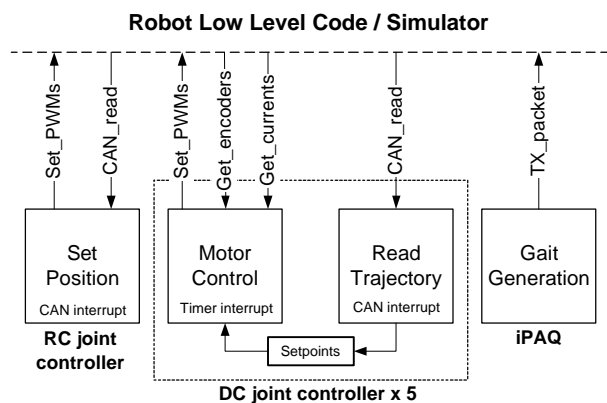 Robot Low Level Code / Simulator
Set_PWMs
CAN_read
Set_PWMs
Get_encoders
Get_currents
CAN_read
TX_packet
Set
Position
CAN interrupt
Motor
Control
Timer interrupt
Read
Trajectory
CAN interrupt
Gait
Generation
RC joint
controller
Setpoints
iPAQ
DC joint controller x 5